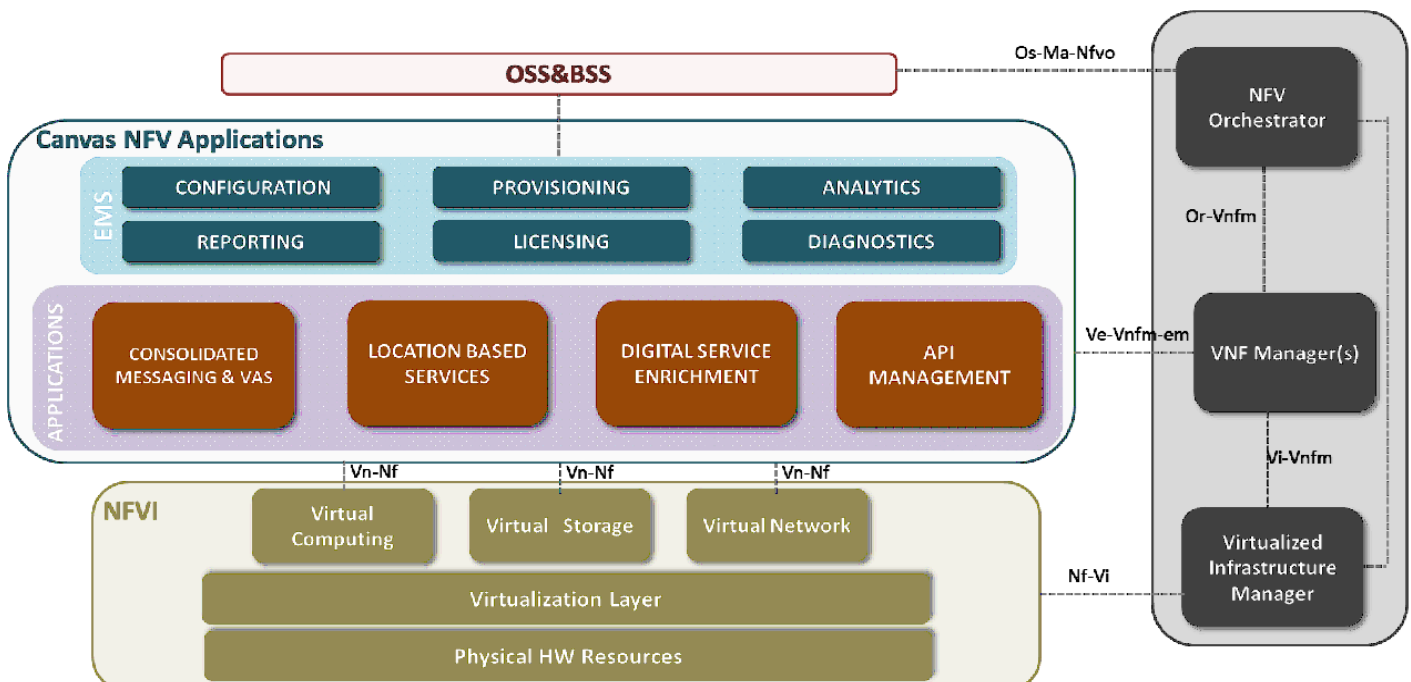 Os-Ma-Nfvo
OSS&BSS
NFV
Orchestrator
Canvas NFV Applications
EMS
CONFIGURATION
PROVISIONING
ANALYTICS
REPORTING
LICENSING
DIAGNOSTICS
Or-Vnfm
APPLICATIONS
CONSOLIDATED
MESSAGING & VAS
LOCATION BASED
SERVICES
DIGITAL SERVICE
ENRICHMENT
API
MANAGEMENT
Ve-Vnfm-em
VNF Manager(s)
Vn-Nf
Vn-Nf
Vn-Nf
Vi-Vnfm
NFVI
Virtual
Computing
Virtual Storage
Virtual Network
Virtualization Layer
Physical HW Resources
Nf-Vi
Virtualized
Infrastructure
Manager